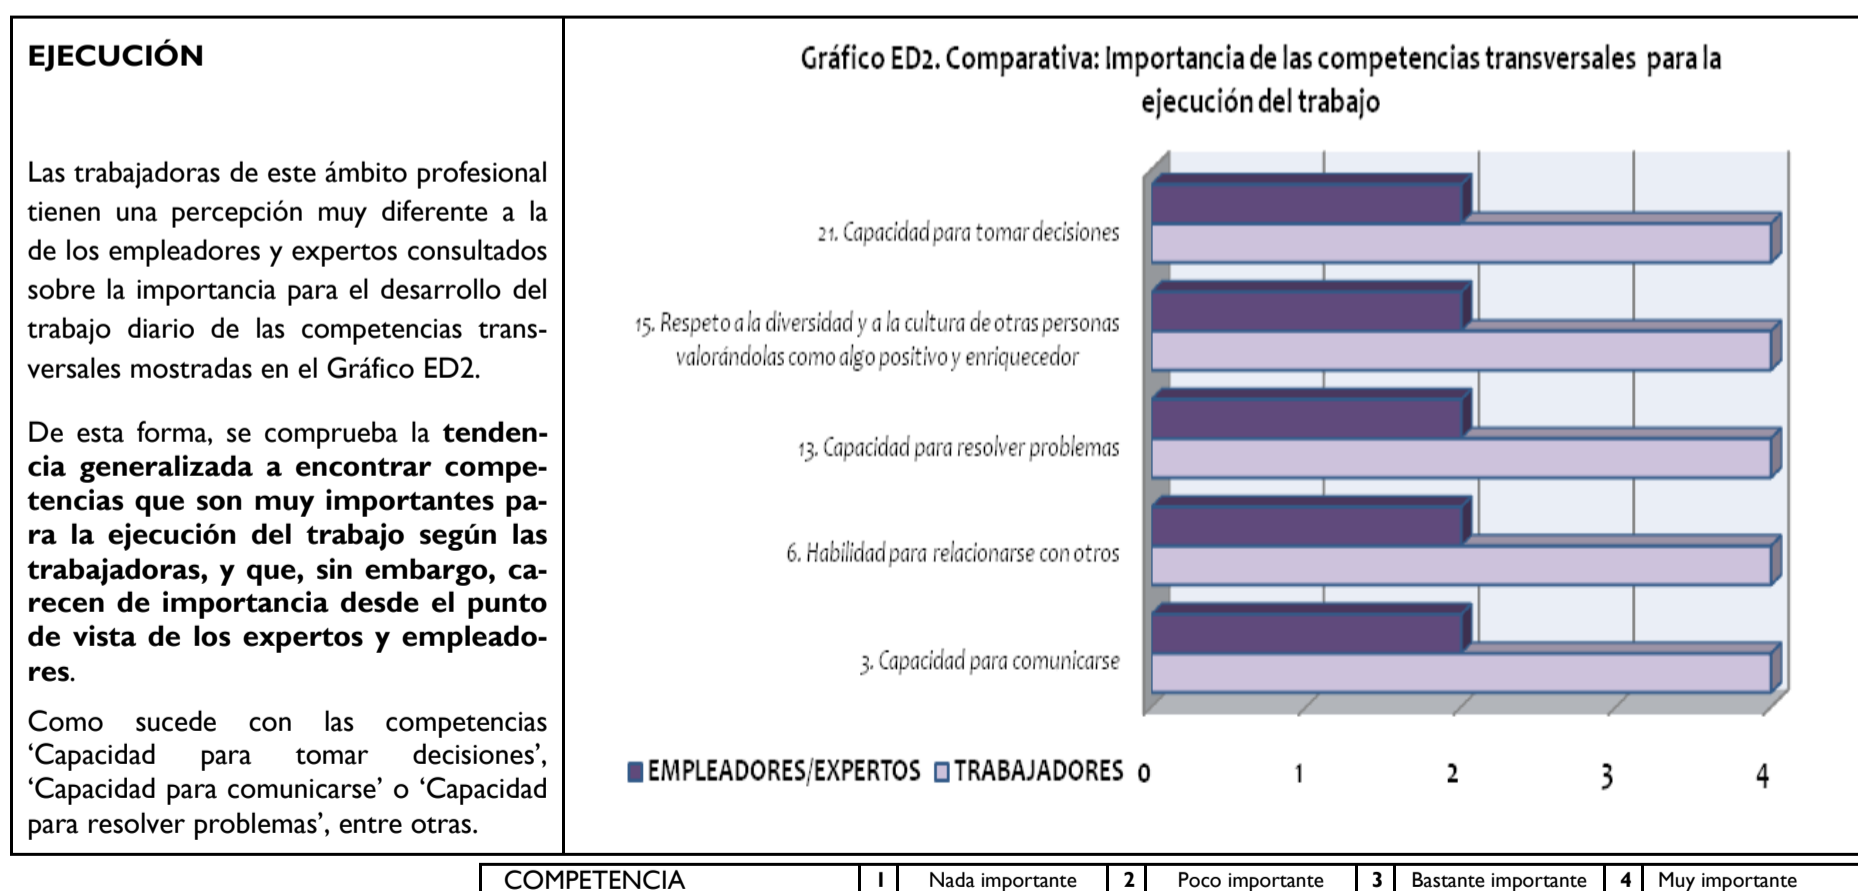 EJECUCIÓN
Las trabajadoras de este ámbito profesional
tienen una percepción muy diferente a la
de los empleadores y expertos consultados
sobre la importancia para el desarrollo del
trabajo diario de las competencias trans-
versales mostradas en el Gráfico ED2.
De esta forma, se comprueba la tenden-
cia generalizada a encontrar compe-
tencias que son muy importantes pa-
ra la ejecución del trabajo según las
trabajadoras, y que, sin embargo, ca-
recen de importancia desde el punto
de vista de los expertos y empleado-
res.
Como sucede con las competencias
‘Capacidad para tomar decisiones’,
‘Capacidad para comunicarse’ o ‘Capacidad
para resolver problemas’, entre otras.
Gráfico ED2. Comparativa: Importancia de las competencias transversales para la
ejecución del trabajo
21. Capacidad para tomar decisiones
15. Respeto a la diversidad y a la cultura de otras personas
valorándolas como algo positivo y enriquecedor
13. Capacidad para resolver problemas
6. Habilidad para relacionarse con otros
3. Capacidad para comunicarse
EMPLEADORES/EXPERTOS TRABAJADORES 0 1 2 3 4
COMPETENCIA 1 Nada importante 2 Poco importante 3 Bastante importante 4 Muy importante